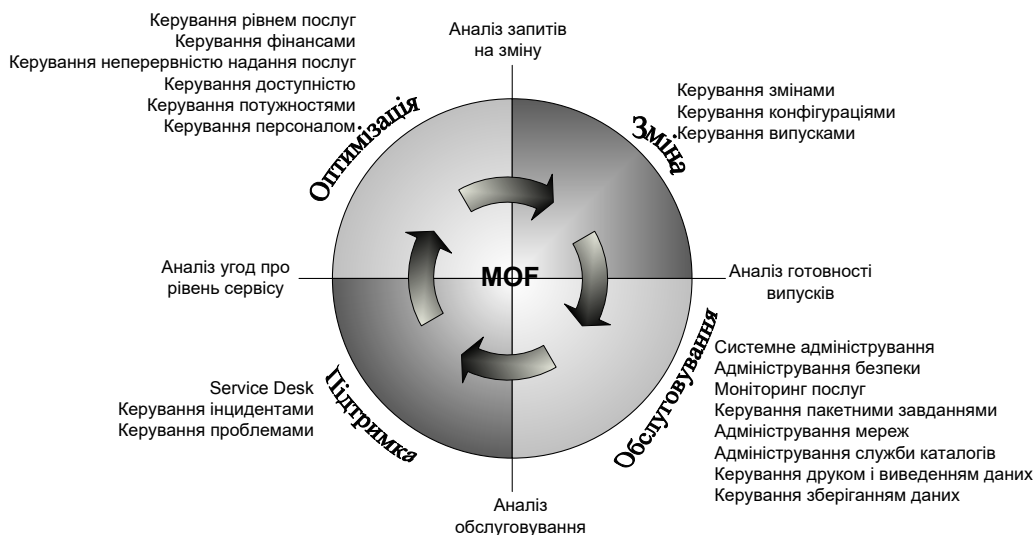 Керування рівнем послуг
Керування фінансами
Керування неперервністю надання послуг
Керування доступністю
Керування потужностями
Керування персоналом
Аналіз запитів
на зміну
Керування змінами
Керування конфігураціями
Керування випусками
Оптимізація
Зміна
Аналіз угод про
рівень сервісу
MOF
Аналіз готовності
випусків
Підтримка
Обслуговування
Service Desk
Керування інцидентами
Керування проблемами
Системне адміністрування
Адміністрування безпеки
Моніторинг послуг
Керування пакетними завданнями
Адміністрування мереж
Адміністрування служби каталогів
Керування друком і виведенням даних
Керування зберіганням даних
Аналіз
обслуговування